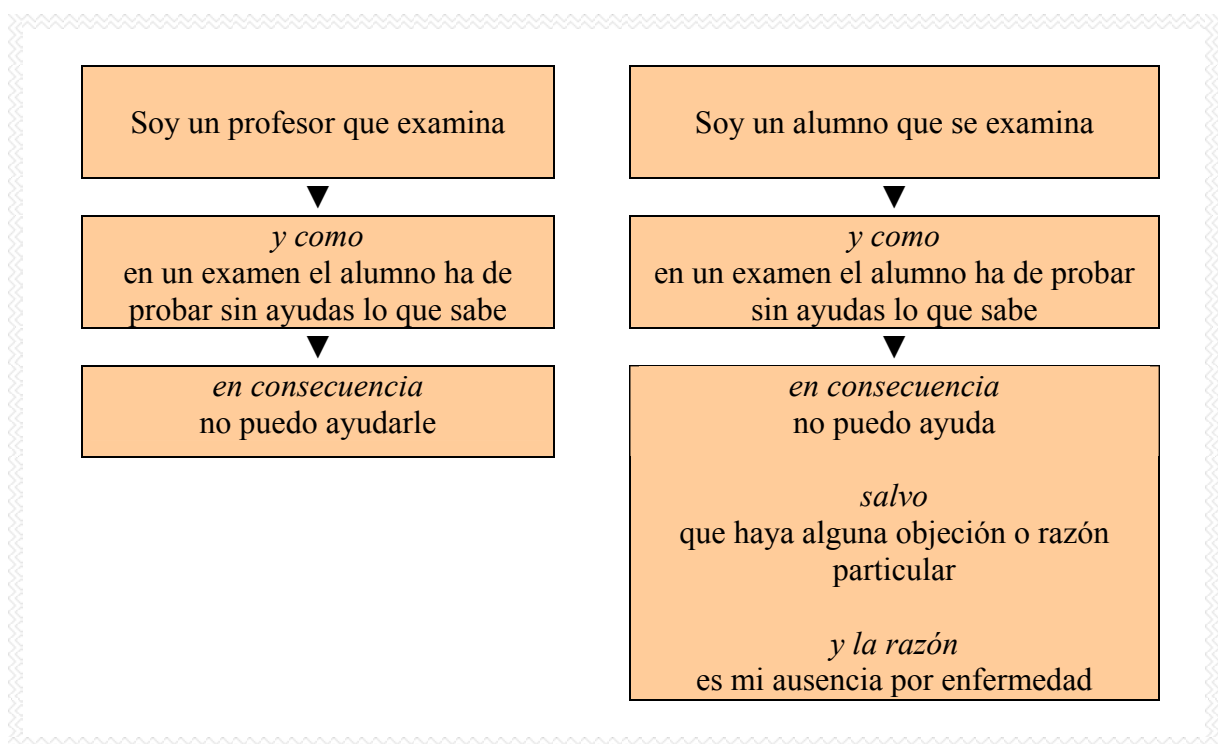 Soy un profesor que examina
y como
en un examen el alumno ha de
probar sin ayudas lo que sabe
en consecuencia
no puedo ayudarle
Soy un alumno que se examina
y como
en un examen el alumno ha de probar
sin ayudas lo que sabe
en consecuencia
no puedo ayuda
salvo
que haya alguna objeción o razón
particular
y la razón
es mi ausencia por enfermedad